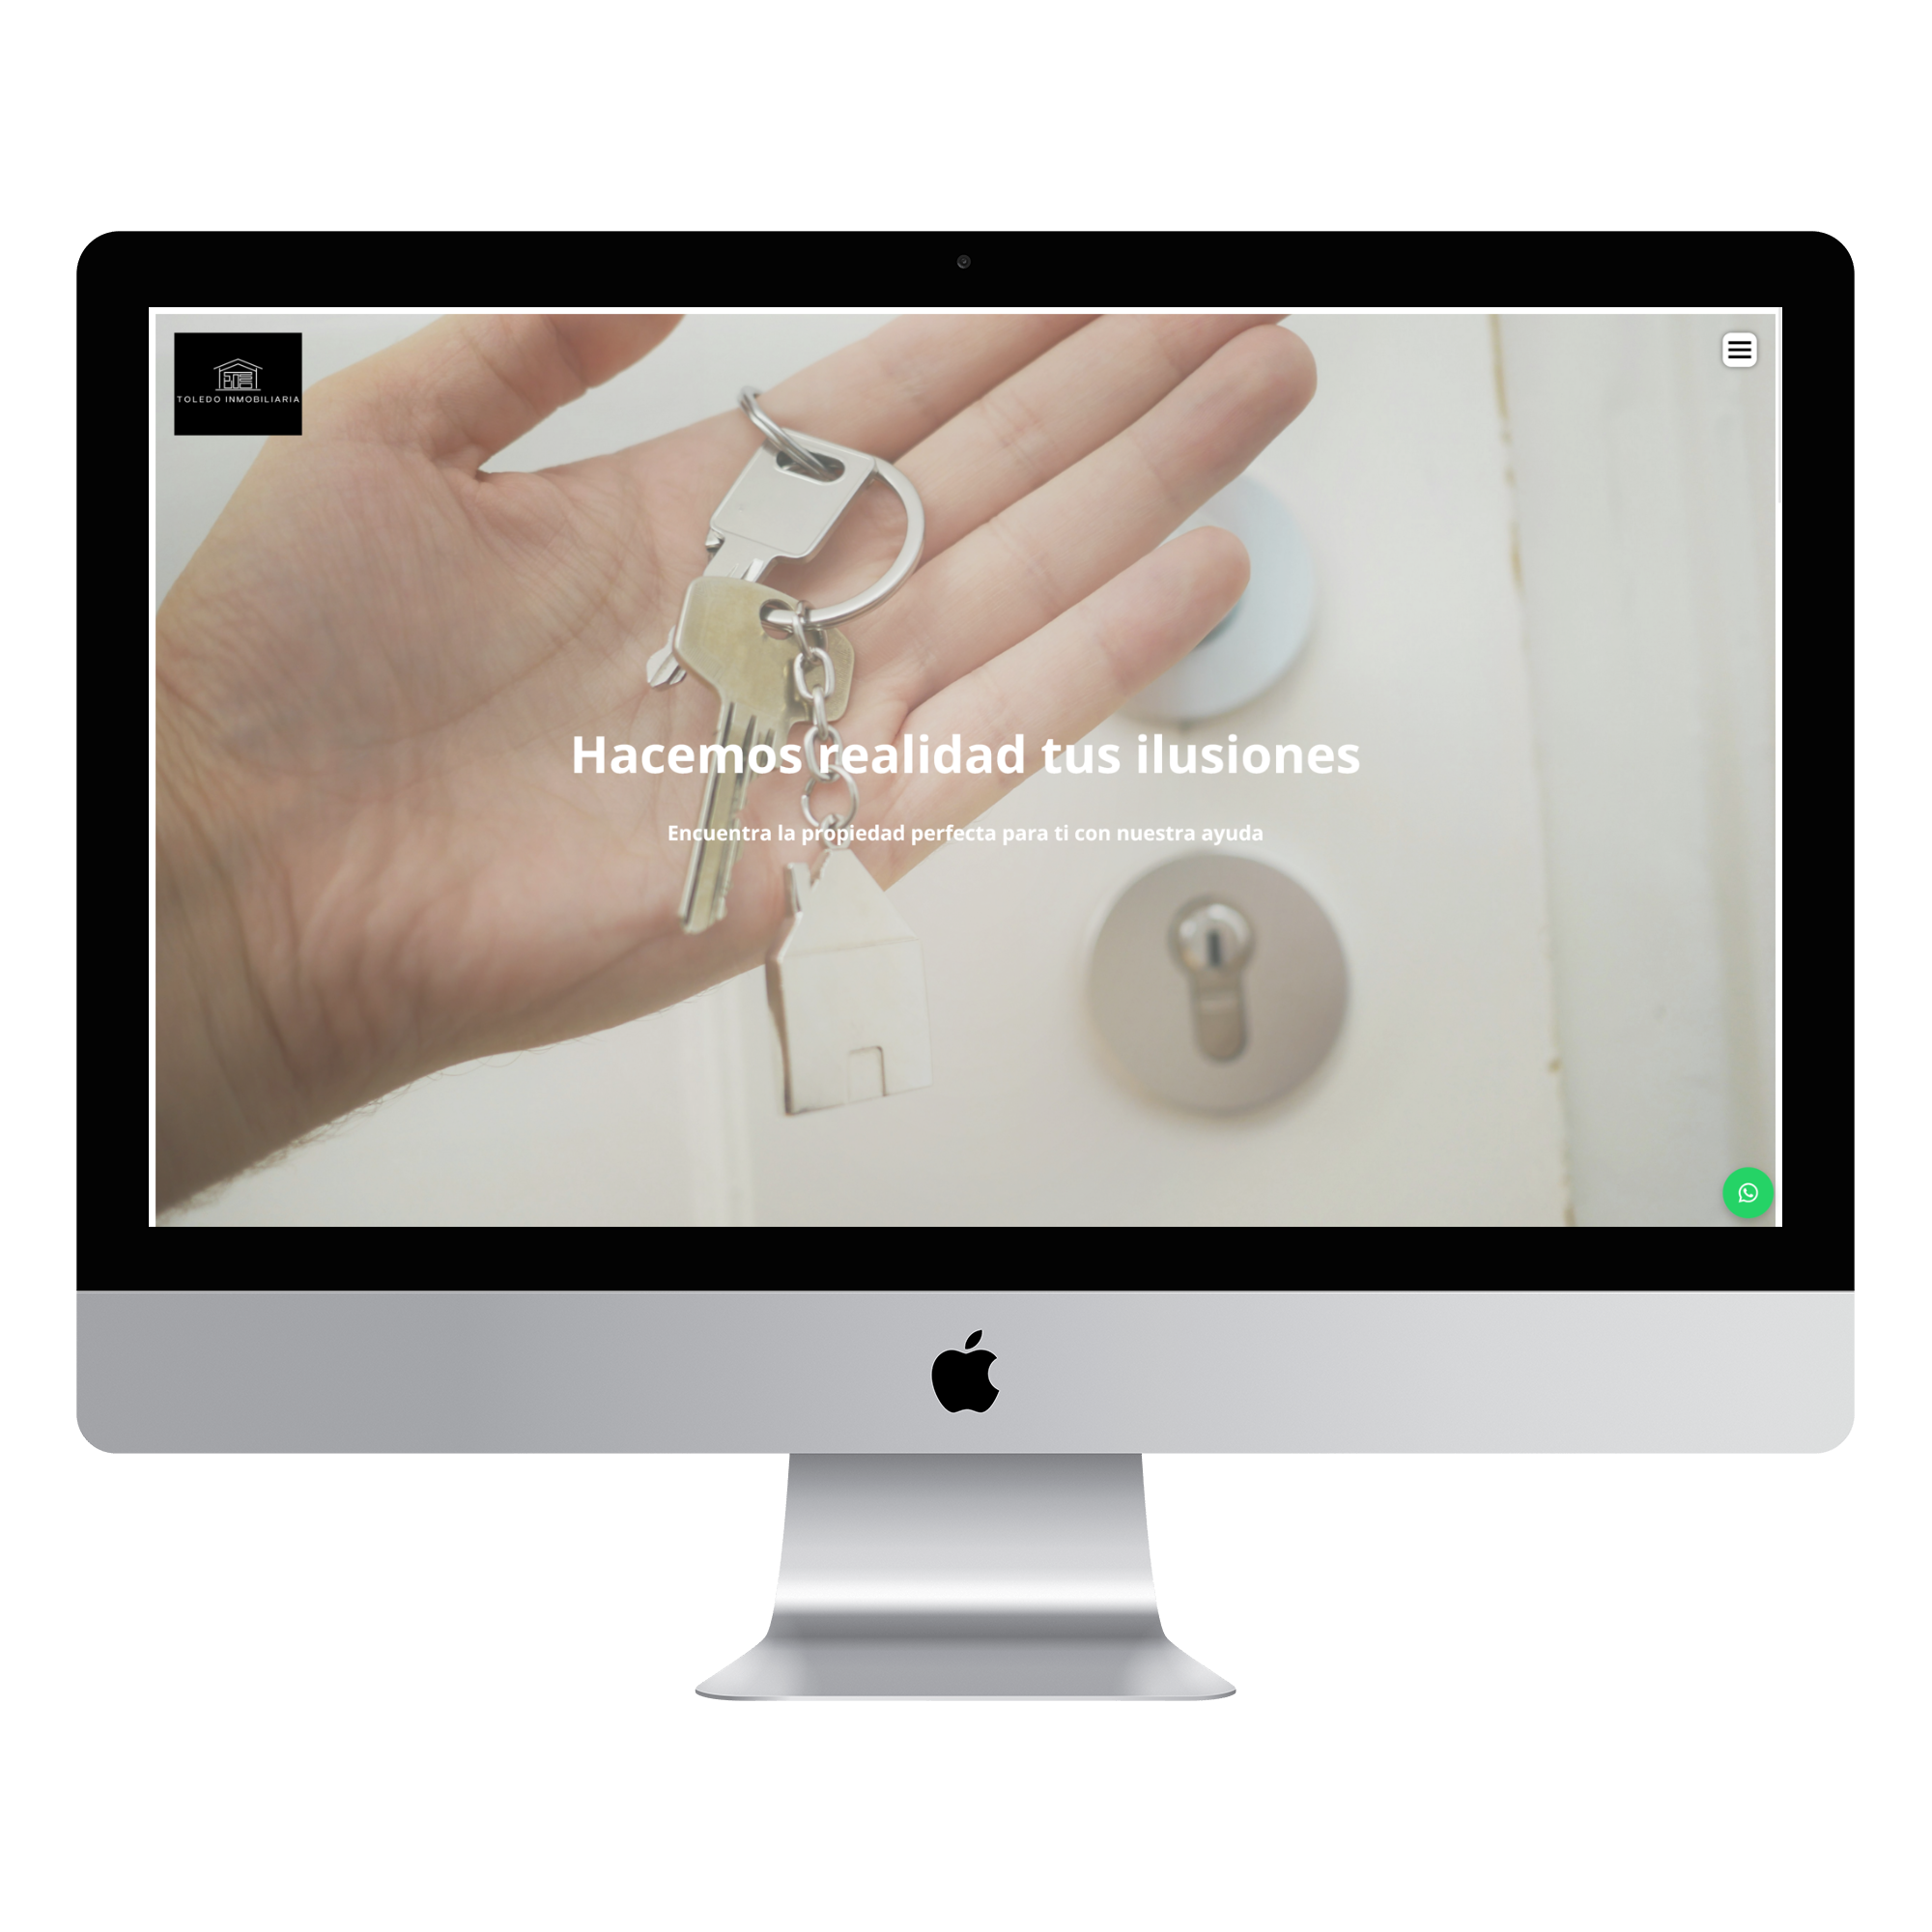 TOLEDO INMOBILIARIA
Hacemos realidad tus ilusiones
Encuentra la propiedad perfecta para ti con nuestra ayuda